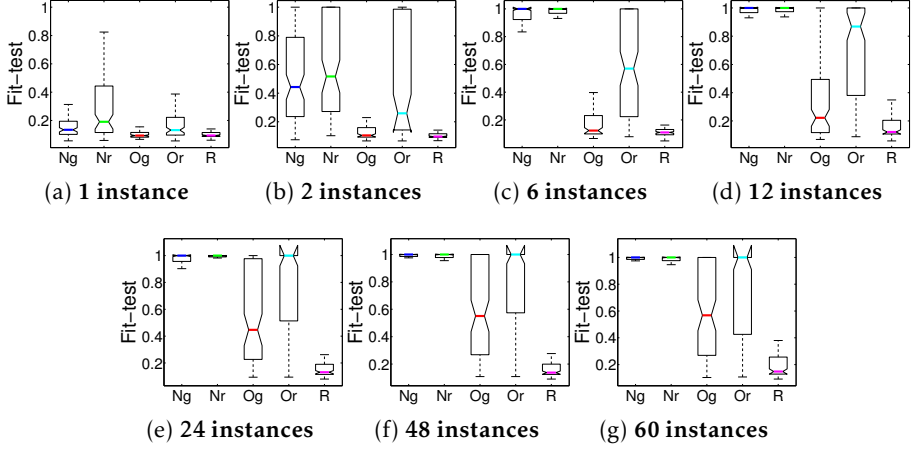 Fit−test
1
0.8
0.6
0.4
0.2
Ng Nr Og Or R
(a) 1 instance
Fit−test
1
0.8
0.6
0.4
0.2
Ng Nr Og Or R
(b) 2 instances
Fit−test
1
0.8
0.6
0.4
0.2
Ng Nr Og Or R
(c) 6 instances
Fit−test
1
0.8
0.6
0.4
0.2
Ng Nr Og Or R
(d) 12 instances
Fit−test
1
0.8
0.6
0.4
0.2
Ng Nr Og Or R
(e) 24 instances
Fit−test
1
0.8
0.6
0.4
0.2
Ng Nr Og Or R
(f) 48 instances
Fit−test
1
0.8
0.6
0.4
0.2
Ng Nr Og Or R
(g) 60 instances